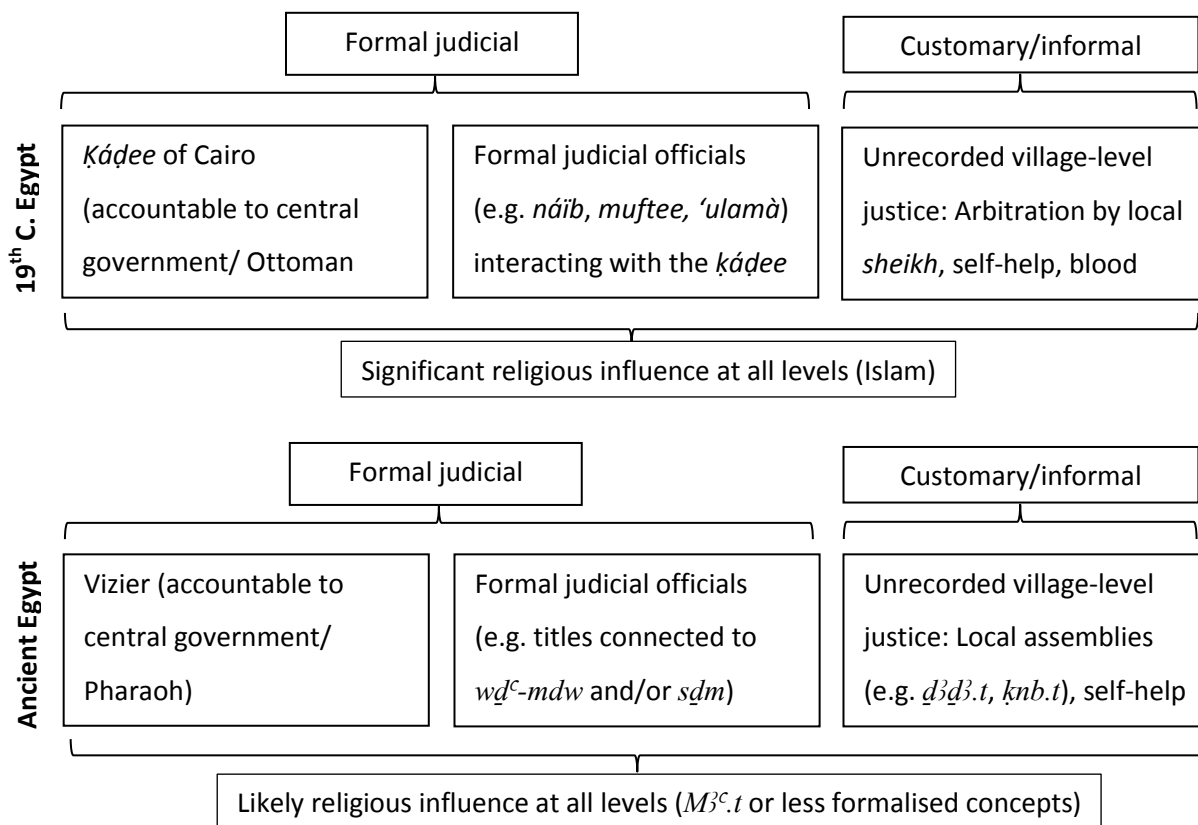 19th C. Egypt
Formal judicial
Customary/informal
Ḳáḍee of Cairo
(accountable to central
government/ Ottoman
Formal judicial officials
(e.g. náïb, muftee, ‘ulamà)
interacting with the ḳáḍee
Unrecorded village-level
justice: Arbitration by local
sheikh, self-help, blood
Significant religious influence at all levels (Islam)
Ancient Egypt
Formal judicial
Customary/informal
Vizier (accountable to
central government/
Pharaoh)
Formal judicial officials
(e.g. titles connected to
wḏꜥ-mdw and/or sḏm)
Unrecorded village-level
justice: Local assemblies
(e.g. ḏꜣḏꜣ.t, ḳnb.t), self-help
Likely religious influence at all levels (Mꜣꜥ.t or less formalised concepts)